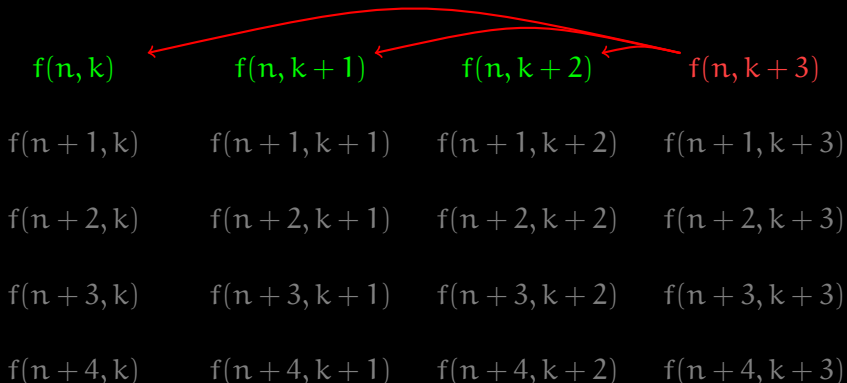 f(n, k) f(n, k + 1) f(n, k + 2) f(n, k + 3)
f(n + 1, k) f(n + 1, k + 1) f(n + 1, k + 2) f(n + 1, k + 3)
f(n + 2, k) f(n + 2, k + 1) f(n + 2, k + 2) f(n + 2, k + 3)
f(n + 3, k) f(n + 3, k + 1) f(n + 3, k + 2) f(n + 3, k + 3)
f(n + 4, k) f(n + 4, k + 1) f(n + 4, k + 2) f(n + 4, k + 3)